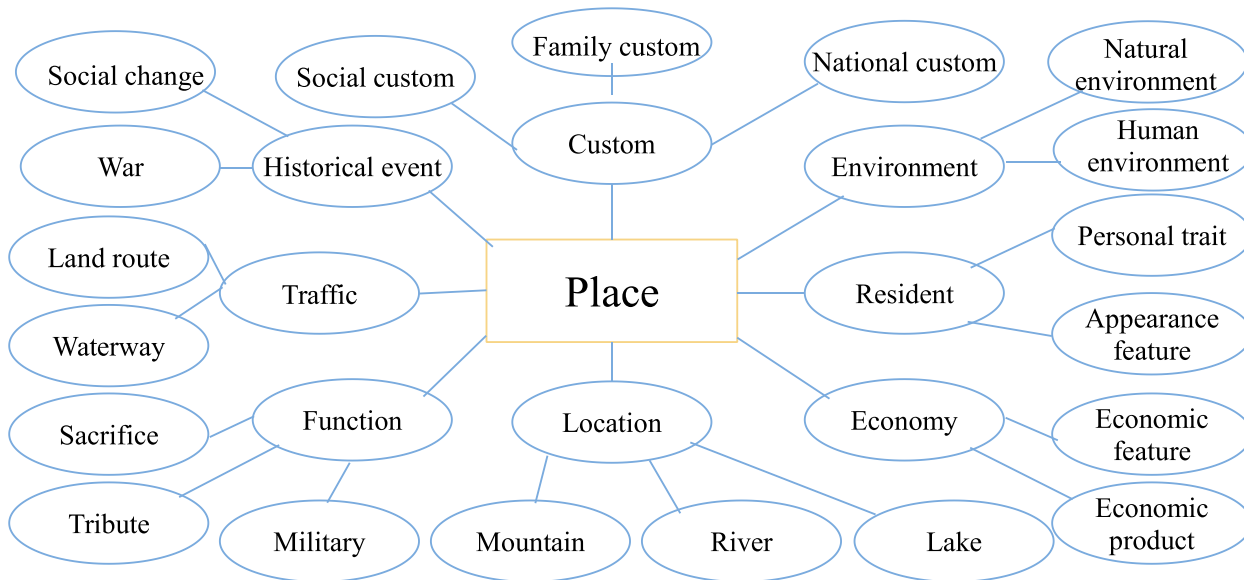 Family custom
Natural
environment
Social change
Social custom
National custom
Human
environment
War
Historical event
Custom
Environment
Land route
Personal trait
Traffic
Place
Resident
Waterway
Appearance
feature
Sacrifice
Function
Location
Economy
Economic
feature
Tribute
Military
Mountain
River
Lake
Economic
product